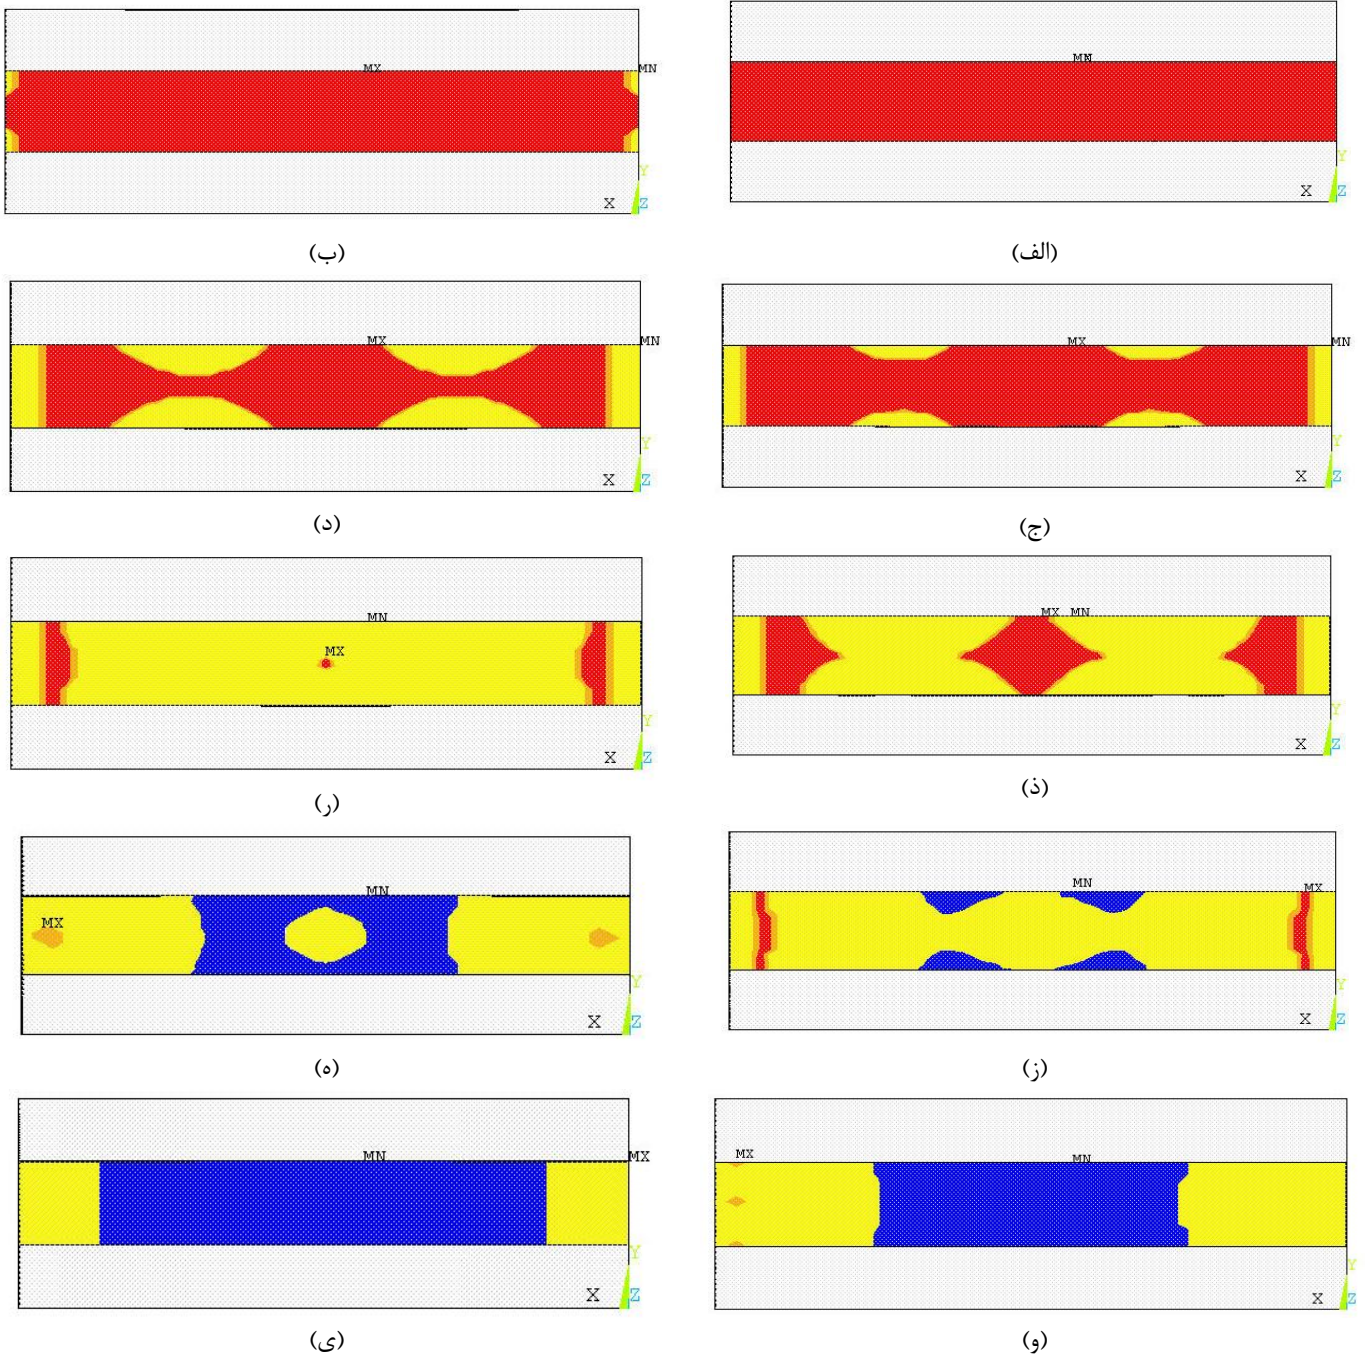 MN
Y
X Z
(الف)
MX MN
Y
X Z
(ب)
MX MN
Y
X Z
(ج)
MX MN
Y
X Z
(د)
MX MN
Y
X Z
(ذ)
MN
MX
Y
X Z
(ر)
MN MX
Y
X Z
(ز)
MN
MX
Y
X Z
(ه)
MX MN
Y
X Z
(و)
MN MX
Y
X Z
(ی)